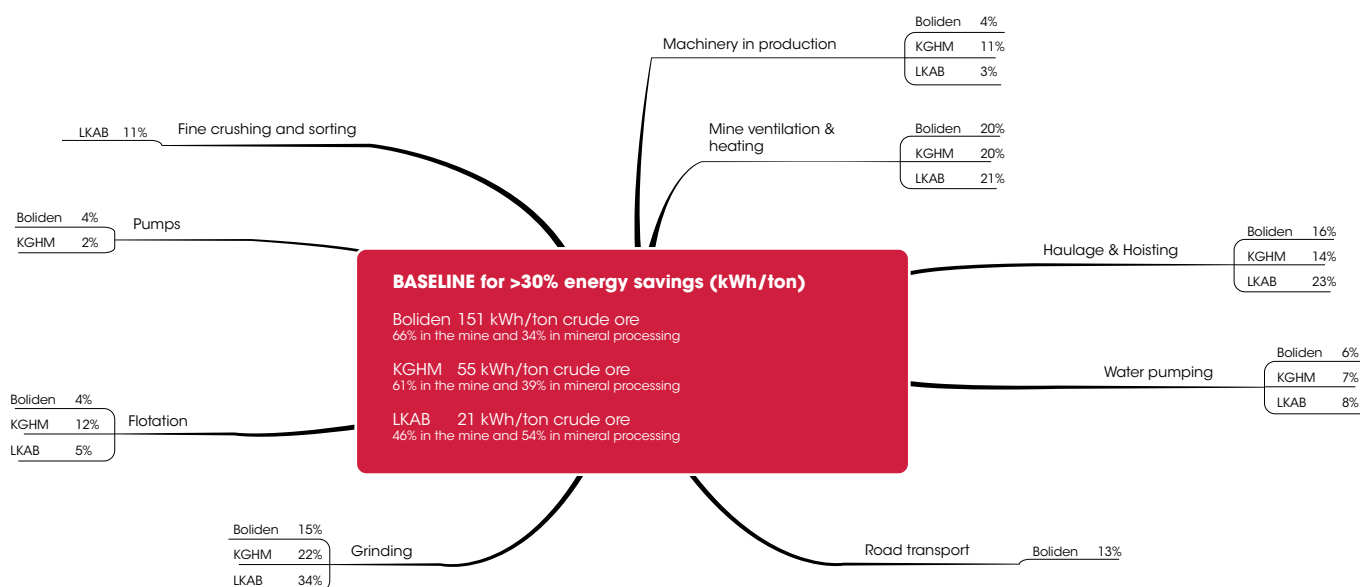 Machinery in production
Boliden 4%
KGHM 11%
LKAB 3%
Mine ventilation &
heating
Boliden 20%
KGHM 20%
LKAB 21%
Fine crushing and sorting
LKAB 11%
Pumps
Boliden 4%
KGHM 2%
Haulage & Hoisting
Boliden 16%
KGHM 14%
LKAB 23%
BASELINE for >30% energy savings (kWh/ton)
Boliden 151 kWh/ton crude ore
66% in the mine and 34% in mineral processing
KGHM 55 kWh/ton crude ore
61% in the mine and 39% in mineral processing
LKAB 21 kWh/ton crude ore
46% in the mine and 54% in mineral processing
Water pumping
Boliden 6%
KGHM 7%
LKAB 8%
Flotation
Boliden 4%
KGHM 12%
LKAB 5%
Grinding
Boliden 15%
KGHM 22%
LKAB 34%
Road transport
Boliden 13%